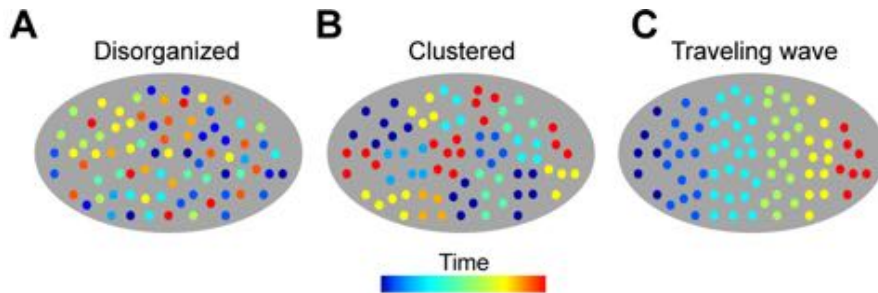 A
Disorganized
B
Clustered
C
Traveling wave
Time